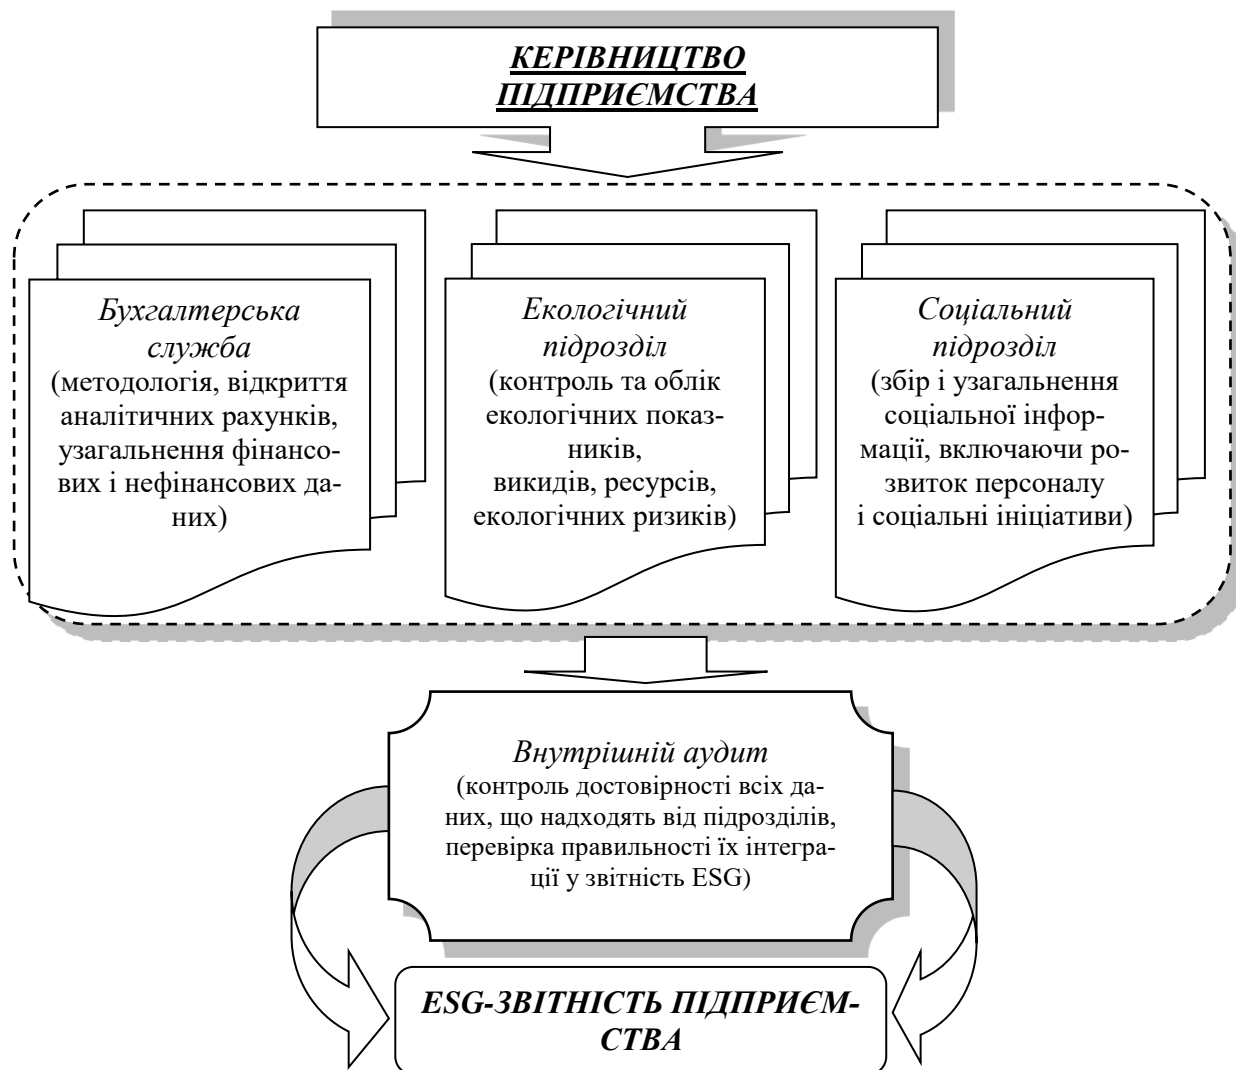 КЕРІВНИЦТВО
ПІДПРИЄМСТВА
Бухгалтерська
служба
(методологія, відкриття
аналітичних рахунків,
узагальнення фінансо-
вих і нефінансових да-
них)
Екологічний
підрозділ
(контроль та облік
екологічних показ-
ників,
викидів, ресурсів,
екологічних ризиків)
Соціальний
підрозділ
(збір і узагальнення
соціальної інфор-
мації, включаючи ро-
звиток персоналу
і соціальні ініціативи)
Внутрішній аудит
(контроль достовірності всіх да-
них, що надходять від підрозділів,
перевірка правильності їх інтегра-
ції у звітність ESG)
ESG-ЗВІТНІСТЬ ПІДПРИЄМ-
СТВА